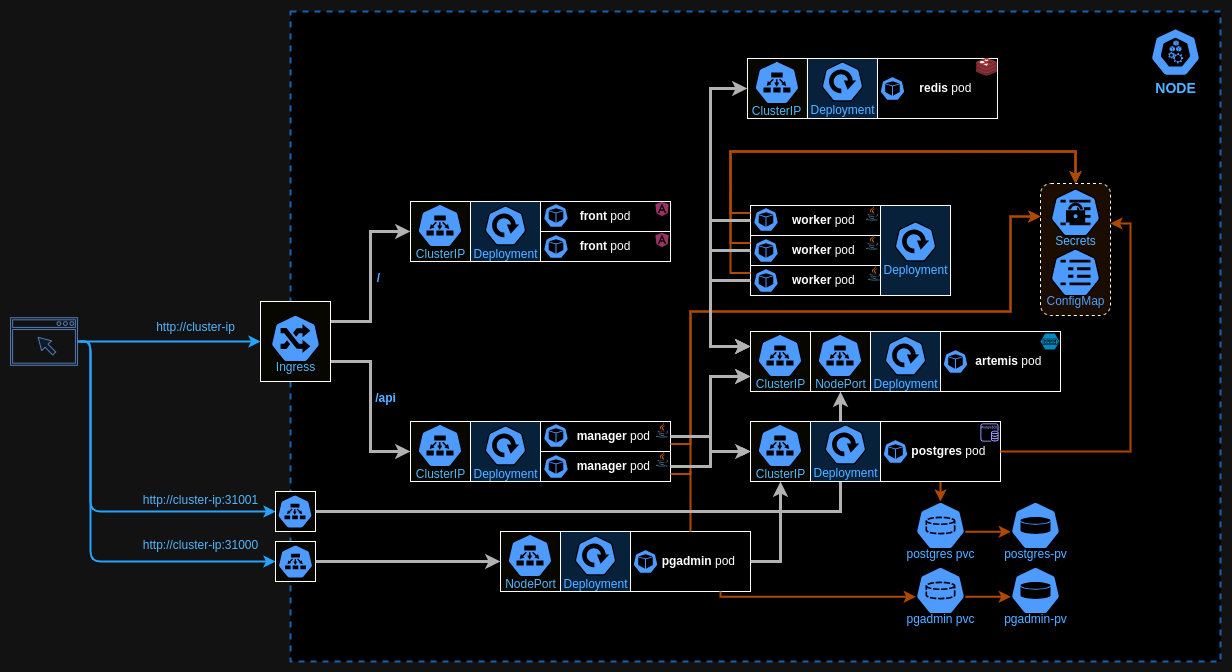 NODE
ClusterIP
Deployment
redis pod
ClusterIP
Deployment
front pod
front pod
worker pod
worker pod
worker pod
Deployment
Secrets
ConfigMap
/
http://cluster-ip
Ingress
/api
ClusterIP
NodePort
Deployment
artemis pod
ClusterIP
Deployment
manager pod
manager pod
ClusterIP
Deployment
postgres pod
http://cluster-ip:31001
http://cluster-ip:31000
NodePort
Deployment
pgadmin pod
postgres pvc
postgres-pv
pgadmin pvc
pgadmin-pv